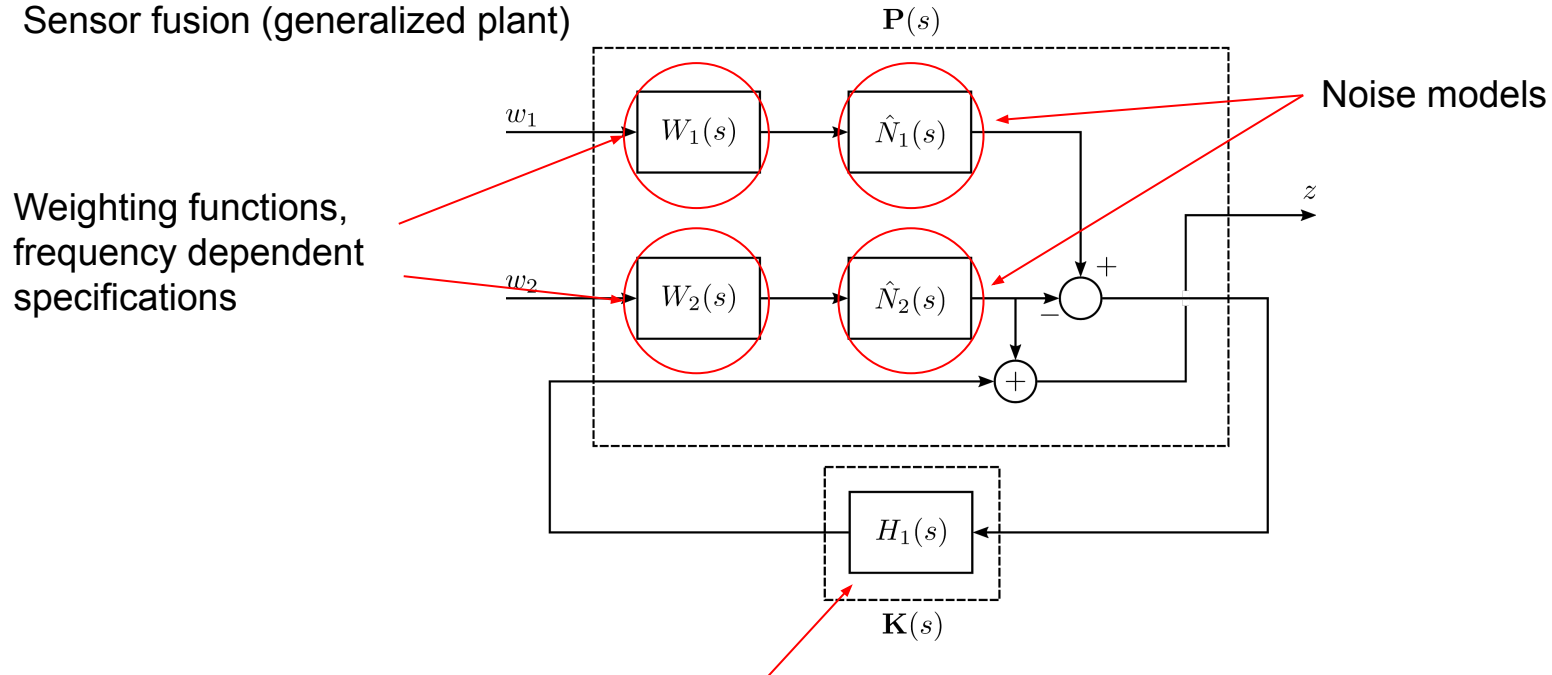 Sensor fusion (generalized plant)
P(s)
Noise models
w₁
W₁(s)
N̂₁(s)
z
Weighting functions,
frequency dependent
specifications
+
w₂
W₂(s)
N̂₂(s)
−
+
H₁(s)
K(s)